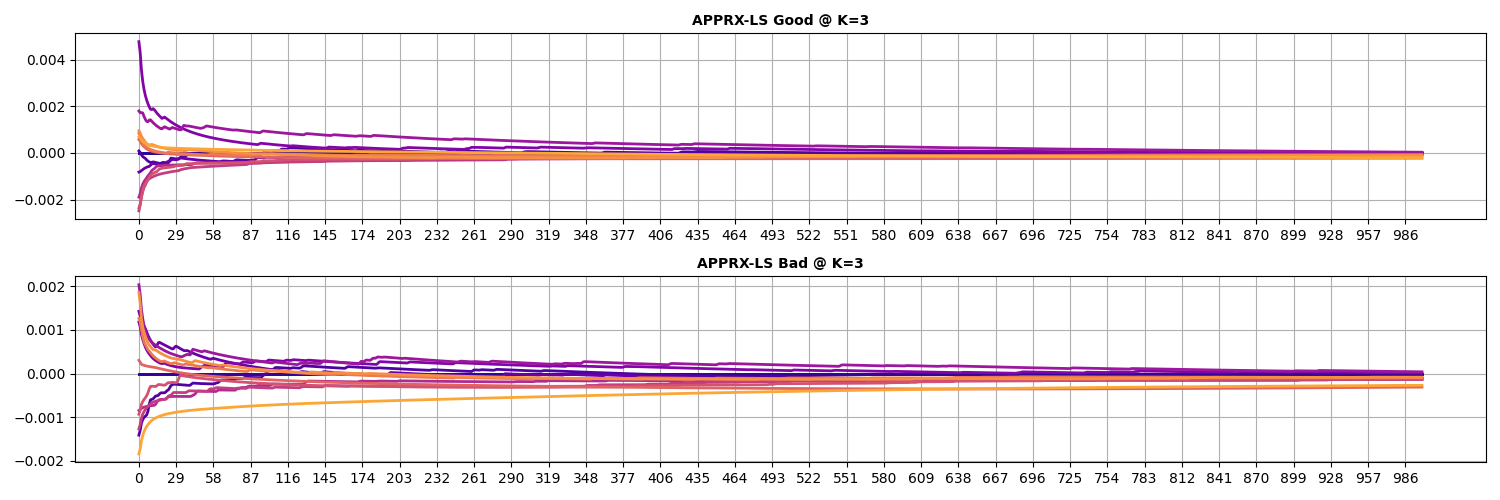 APPRX-LS Good @ K=3
0.004
0.002
0.000
−0.002
0 29 58 87 116 145 174 203 232 261 290 319 348 377 406 435 464 493 522 551 580 609 638 667 696 725 754 783 812 841 870 899 928 957 986
APPRX-LS Bad @ K=3
0.002
0.001
0.000
−0.001
−0.002
0 29 58 87 116 145 174 203 232 261 290 319 348 377 406 435 464 493 522 551 580 609 638 667 696 725 754 783 812 841 870 899 928 957 986